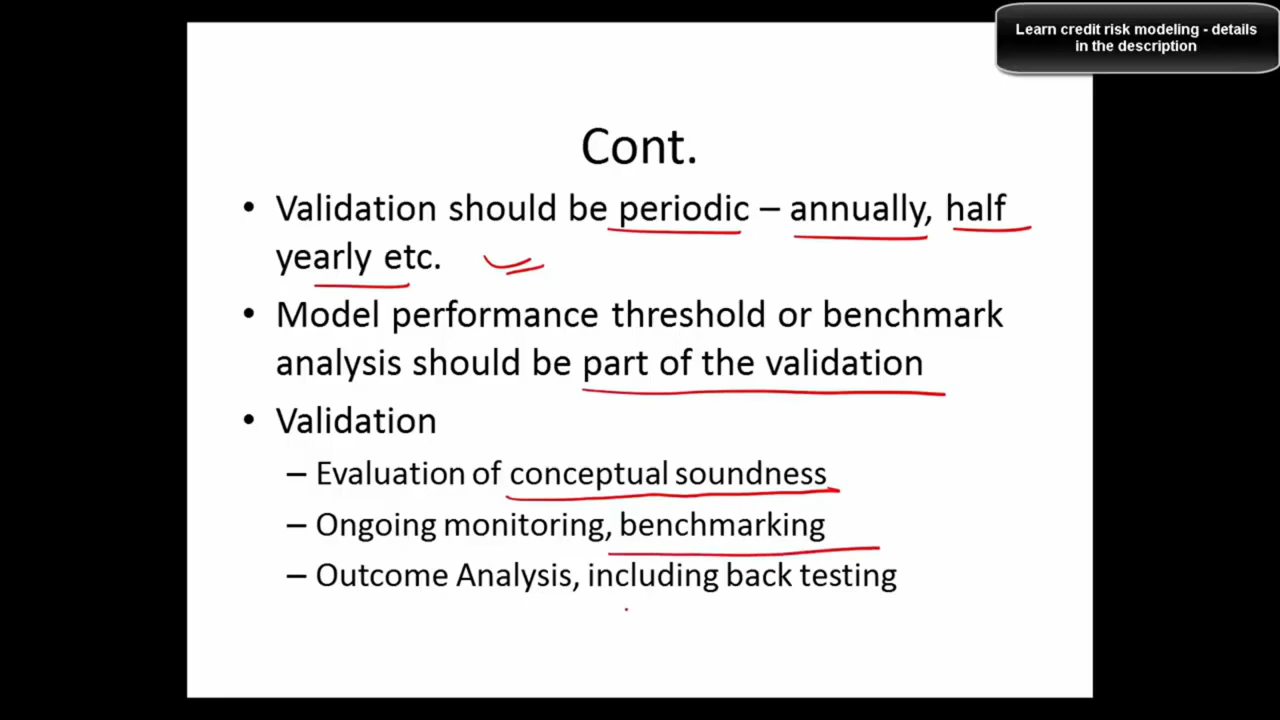 Learn credit risk modeling - details
in the description
Cont.
• Validation should be periodic – annually, half
yearly etc.
• Model performance threshold or benchmark
analysis should be part of the validation
• Validation
– Evaluation of conceptual soundness
– Ongoing monitoring, benchmarking
– Outcome Analysis, including back testing